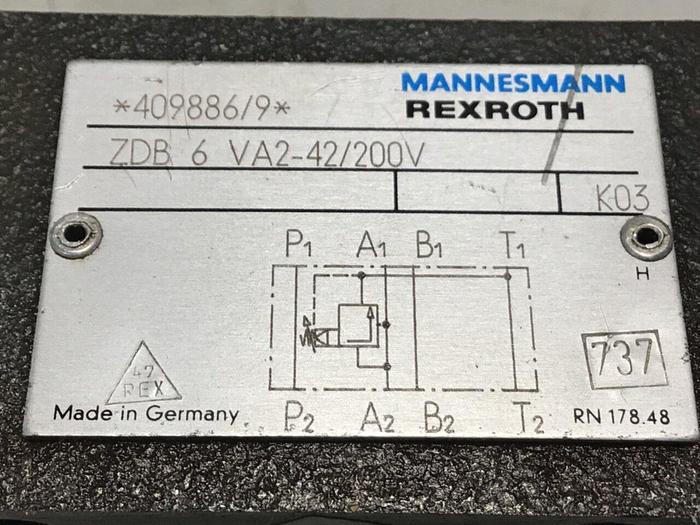 MANNESMANN
REXROTH
*409886/9*
ZDB 6 VA2-42/200V
K03
P1 A1 B1 T1
H
47
REX
737
Made in Germany
P2 A2 B2 T2
RN 178.48